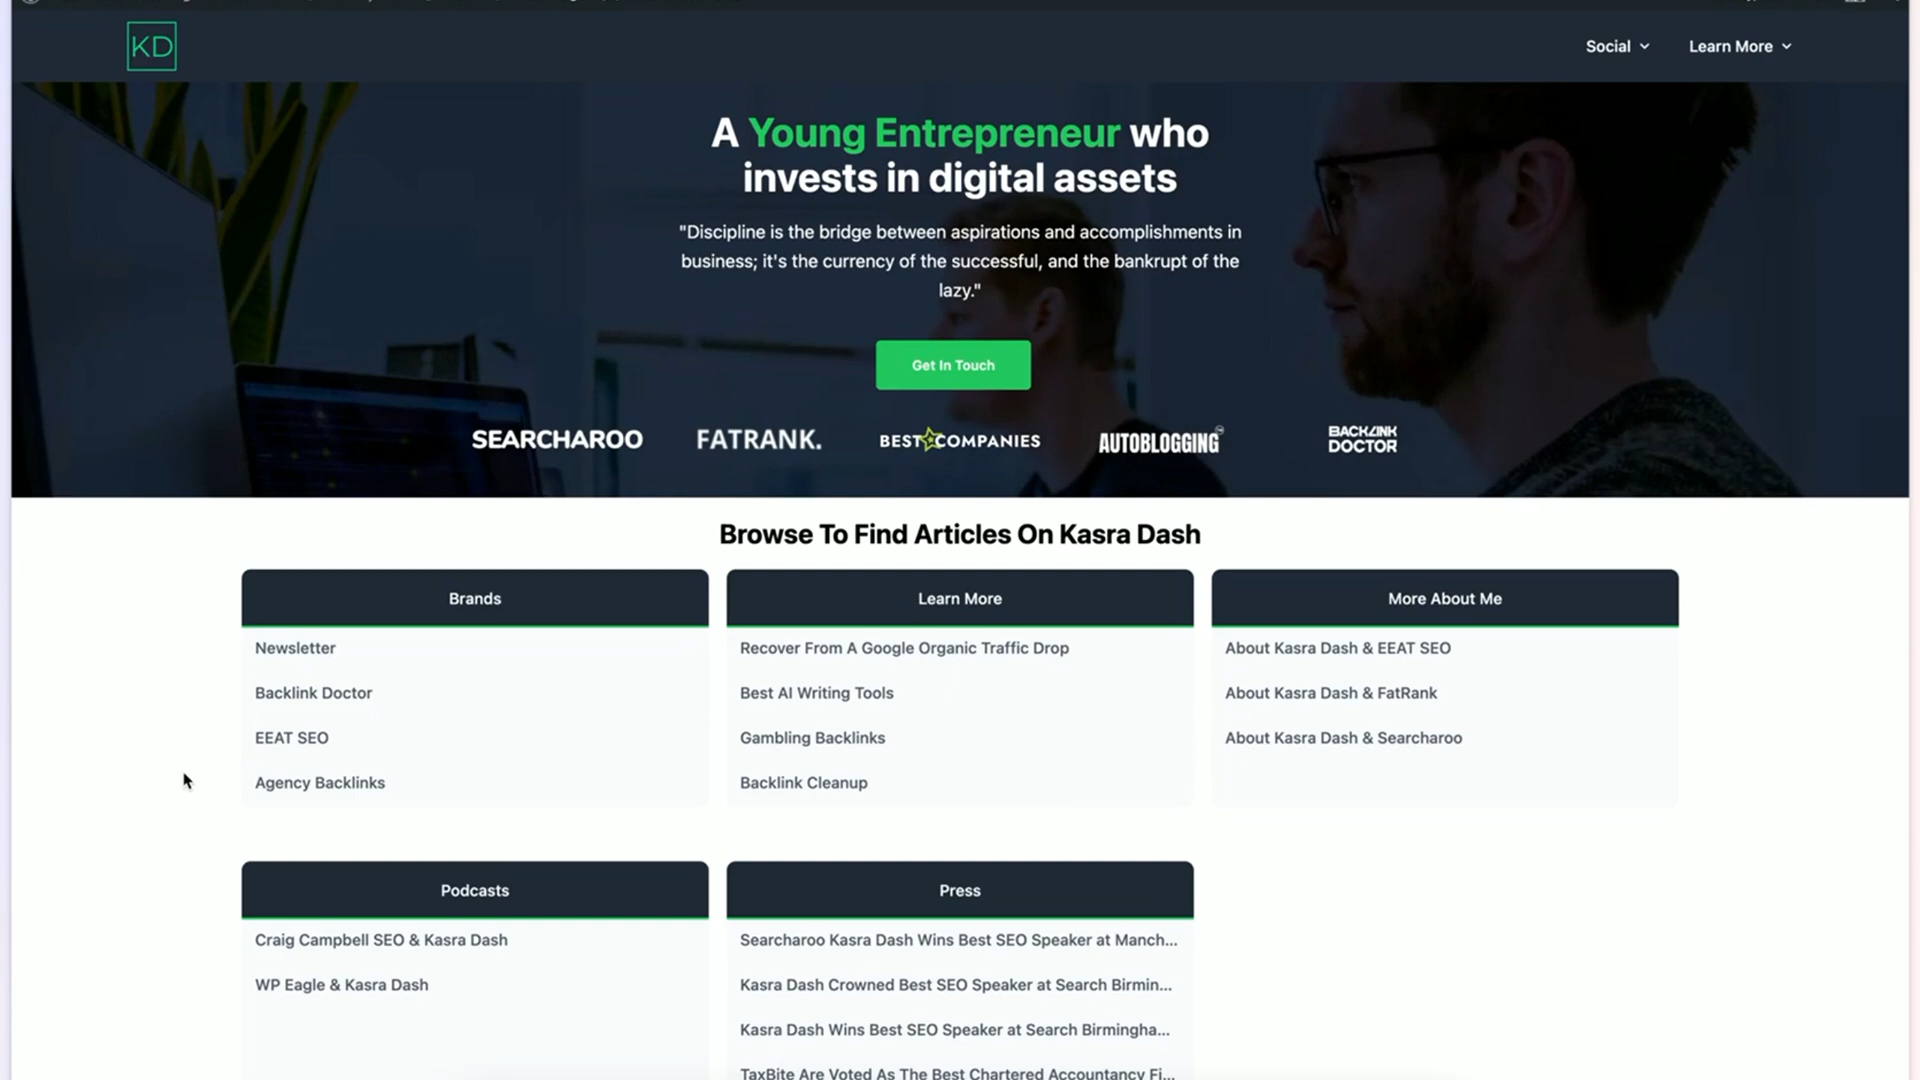 KD
Social
Learn More
A Young Entrepreneur who
invests in digital assets
"Discipline is the bridge between aspirations and accomplishments in
business; it's the currency of the successful, and the bankrupt of the
lazy."
Get In Touch
SEARCHAROO
FATRANK.
BEST COMPANIES
AUTOBLOGGING
BACKLINK
DOCTOR
Browse To Find Articles On Kasra Dash
Brands
Newsletter
Backlink Doctor
EEAT SEO
Agency Backlinks
Learn More
Recover From A Google Organic Traffic Drop
Best AI Writing Tools
Gambling Backlinks
Backlink Cleanup
More About Me
About Kasra Dash & EEAT SEO
About Kasra Dash & FatRank
About Kasra Dash & Searcharoo
Podcasts
Craig Campbell SEO & Kasra Dash
WP Eagle & Kasra Dash
Press
Searcharoo Kasra Dash Wins Best SEO Speaker at Manch...
Kasra Dash Crowned Best SEO Speaker at Search Birmin...
Kasra Dash Wins Best SEO Speaker at Search Birmingha...
TaxBite Are Voted As The Best Chartered Accountancy Fi...